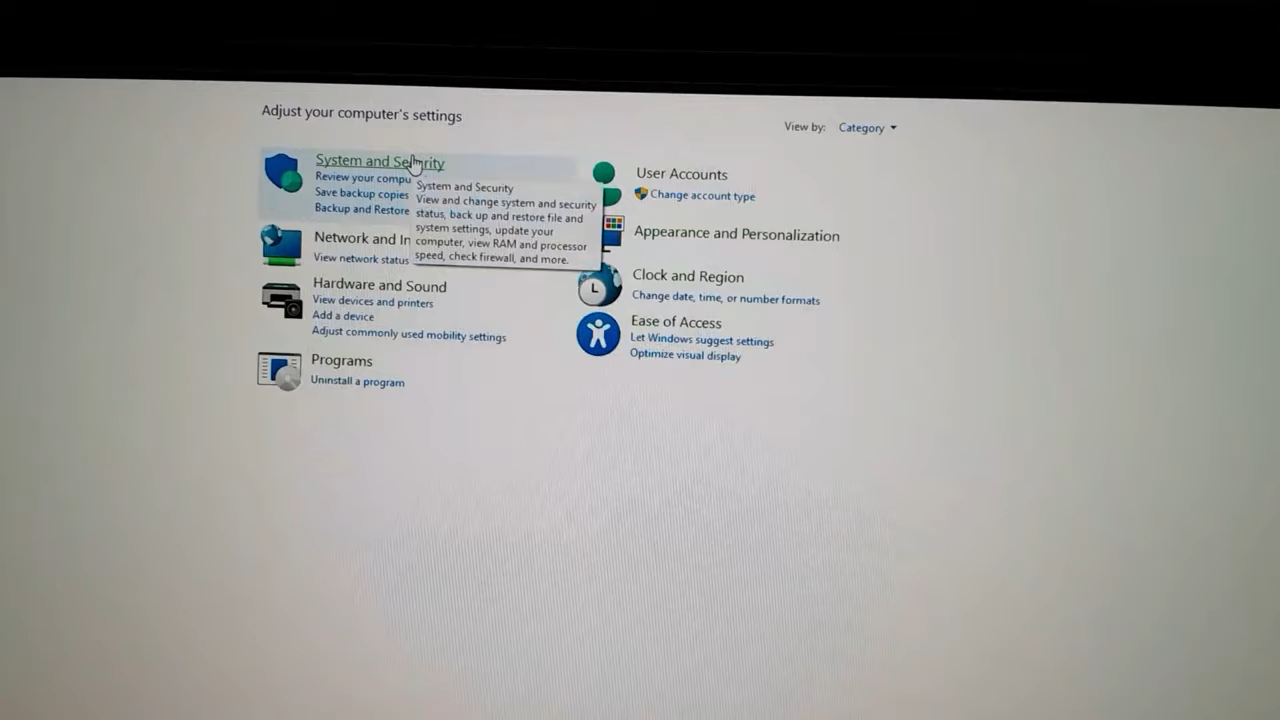 Adjust your computer's settings
View by: Category
System and Security
Review your compu
Save backup copies
Backup and Restore
System and Security
View and change system and security
status, back up and restore file and
system settings, update your
computer, view RAM and processor
speed, check firewall, and more.
Network and In
View network status
Hardware and Sound
View devices and printers
Add a device
Adjust commonly used mobility settings
Programs
Uninstall a program
User Accounts
Change account type
Appearance and Personalization
Clock and Region
Change date, time, or number formats
Ease of Access
Let Windows suggest settings
Optimize visual display